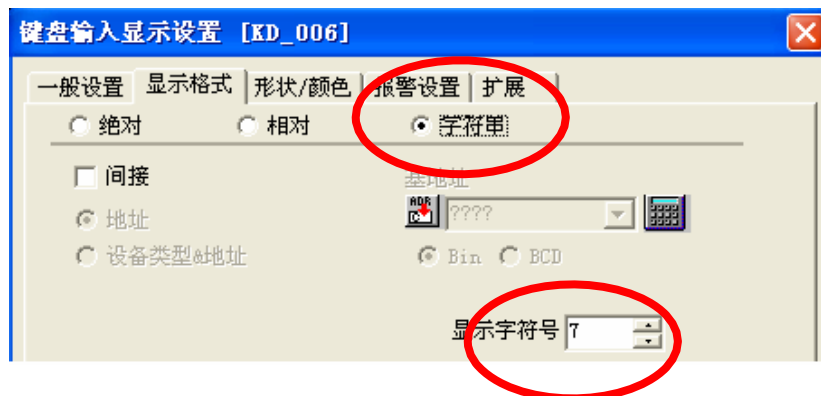 键盘输入显示设置 [KD_006]
一般设置 显示格式 形状/颜色 报警设置 扩展
绝对 相对 字符串
间接 基地址
地址 ADR ????
设备类型&地址 Bin BCD
显示字符号 7